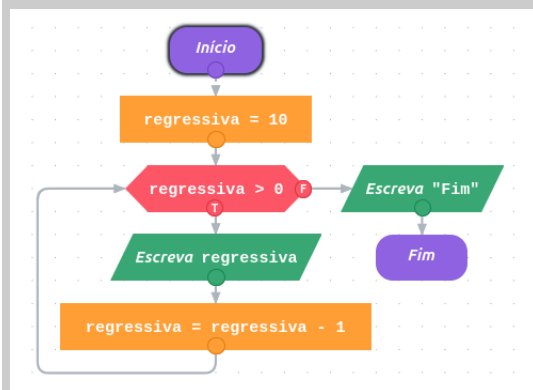 Início
regressiva = 10
regressiva > 0
F
Escreva "Fim"
T
Escreva regressiva
Fim
regressiva = regressiva - 1